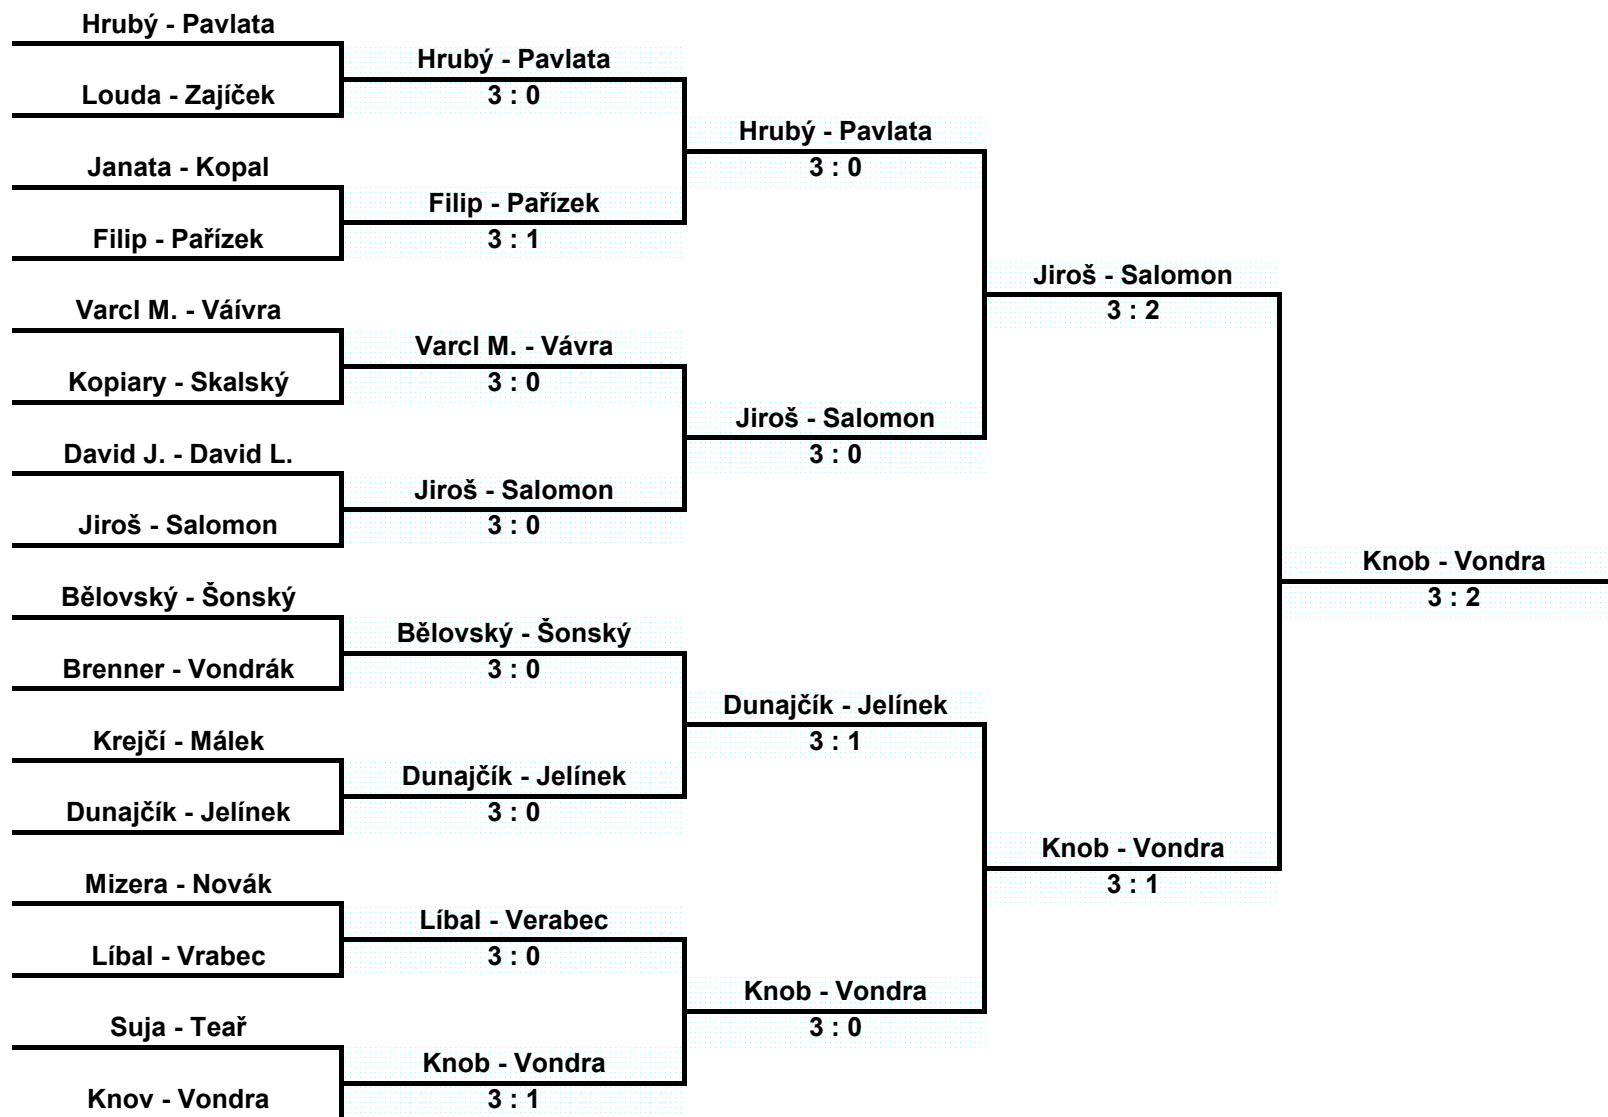 Hrubý - Pavlata
Louda - Zajíček
Janata - Kopal
Filip - Pařízek
Varcl M. - Váívra
Kopiary - Skalský
David J. - David L.
Jiroš - Salomon
Bělovský - Šonský
Brenner - Vondrák
Krejčí - Málek
Dunajčík - Jelínek
Mizera - Novák
Líbal - Vrabec
Suja - Teař
Knov - Vondra
Hrubý - Pavlata
3 : 0
Filip - Pařízek
3 : 1
Varcl M. - Vávra
3 : 0
Jiroš - Salomon
3 : 0
Bělovský - Šonský
3 : 0
Dunajčík - Jelínek
3 : 0
Líbal - Verabec
3 : 0
Knob - Vondra
3 : 1
Hrubý - Pavlata
3 : 0
Jiroš - Salomon
3 : 0
Dunajčík - Jelínek
3 : 1
Knob - Vondra
3 : 0
Jiroš - Salomon
3 : 2
Knob - Vondra
3 : 1
Knob - Vondra
3 : 2